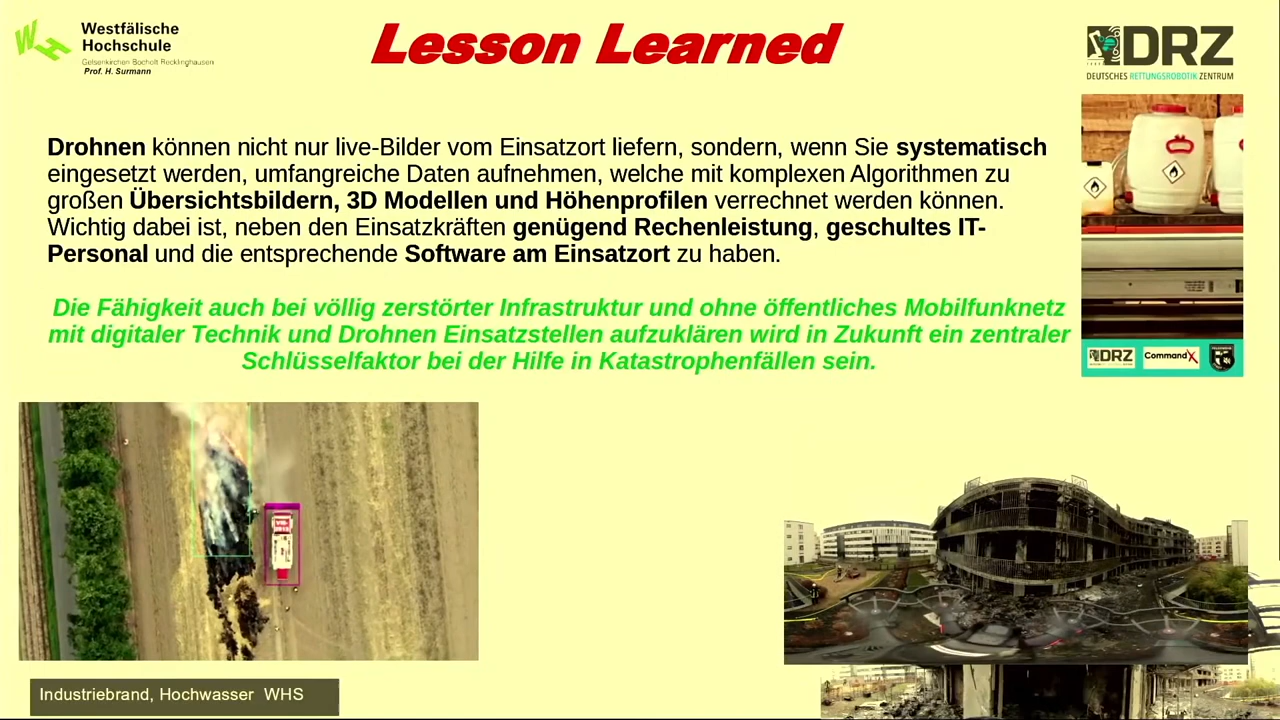 Westfälische
Hochschule
Gelsenkirchen Bocholt Recklinghausen
Prof. H. Surmann
Lesson Learned
DRZ
DEUTSCHES RETTUNGSROBOTIK ZENTRUM
Drohnen können nicht nur live-Bilder vom Einsatzort liefern, sondern, wenn Sie systematisch
eingesetzt werden, umfangreiche Daten aufnehmen, welche mit komplexen Algorithmen zu
großen Übersichtsbildern, 3D Modellen und Höhenprofilen verrechnet werden können.
Wichtig dabei ist, neben den Einsatzkräften genügend Rechenleistung, geschultes IT-
Personal und die entsprechende Software am Einsatzort zu haben.
Die Fähigkeit auch bei völlig zerstörter Infrastruktur und ohne öffentliches Mobilfunknetz
mit digitaler Technik und Drohnen Einsatzstellen aufzuklären wird in Zukunft ein zentraler
Schlüsselfaktor bei der Hilfe in Katastrophenfällen sein.
DRZ
CommandX
Industriebrand, Hochwasser WHS